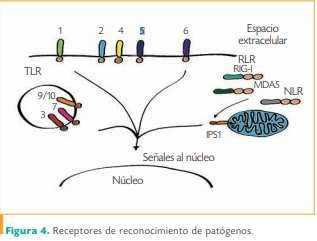 1 2 4 5 6
Espacio
extracelular
TLR
RLR
RIG-I
MDA5
NLR
9/10
7
3
IPS1
Señales al núcleo
Núcleo
Figura 4. Receptores de reconocimiento de patógenos.